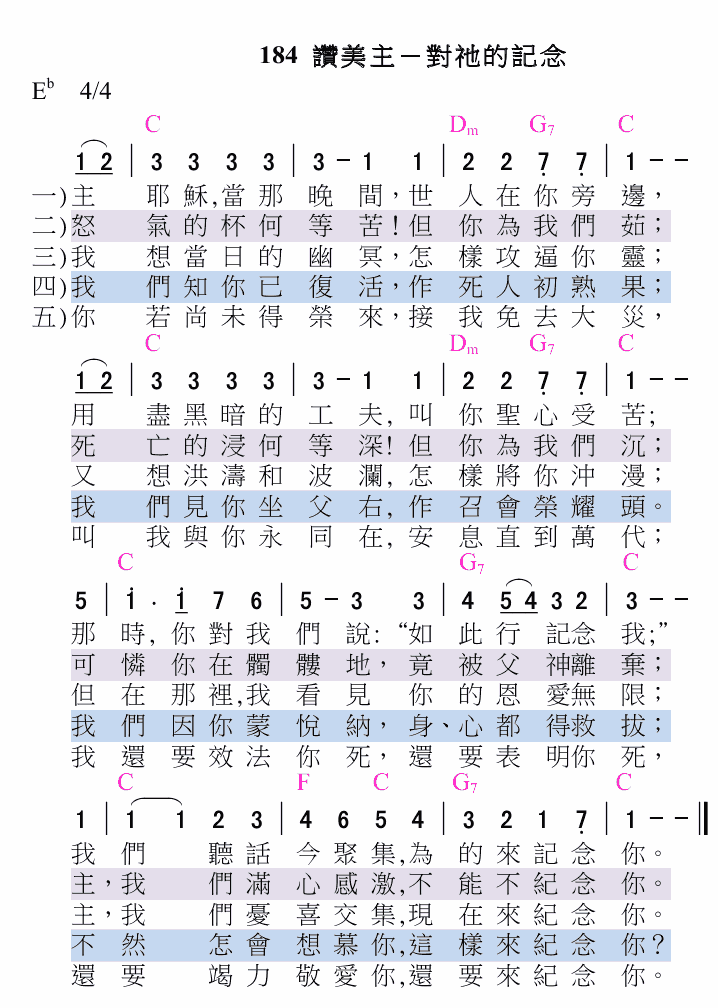 184 讚美主－對祂的記念
E♭ 4/4
C Dm G7 C
1 2 | 3 3 3 3 | 3 - 1 1 | 2 2 7̣ 7̣ | 1 - -
一)主 耶穌,當那晚間,世人在你旁邊,
二)怒氣的杯何等苦!但你為我們茹;
三)我想當日的幽冥,怎樣攻逼你靈;
四)我們知你已復活,作死人初熟果;
五)你若尚未得榮來,接我免去大災,
C Dm G7 C
1 2 | 3 3 3 3 | 3 - 1 1 | 2 2 7̣ 7̣ | 1 - -
用盡黑暗的工夫,叫你聖心受苦;
死亡的浸何等深!但你為我們沉;
又想洪濤和波瀾,怎樣將你沖漫;
我們見你坐父右,作召會榮耀頭。
叫我與你永同在,安息直到萬代;
C G7 C
5 | i · i 7 6 | 5 - 3 3 | 4 5 4 3 2 | 3 - -
那時,你對我們說:“如此行記念我;”
可憐你在髑髏地,竟被父神離棄;
但在那裡,我看見你的恩愛無限;
我們因你蒙悅納,身、心都得救拔;
我還要效法你死,還要表明你死,
C F C G7 C
1 | 1 1 2 3 | 4 6 5 4 | 3 2 1 7̣ | 1 - -
我們聽話今聚集,為的來記念你。
主,我們滿心感激,不能不紀念你。
主,我們憂喜交集,現在來紀念你。
不然怎會想慕你,這樣來紀念你?
還要竭力敬愛你,還要來紀念你。